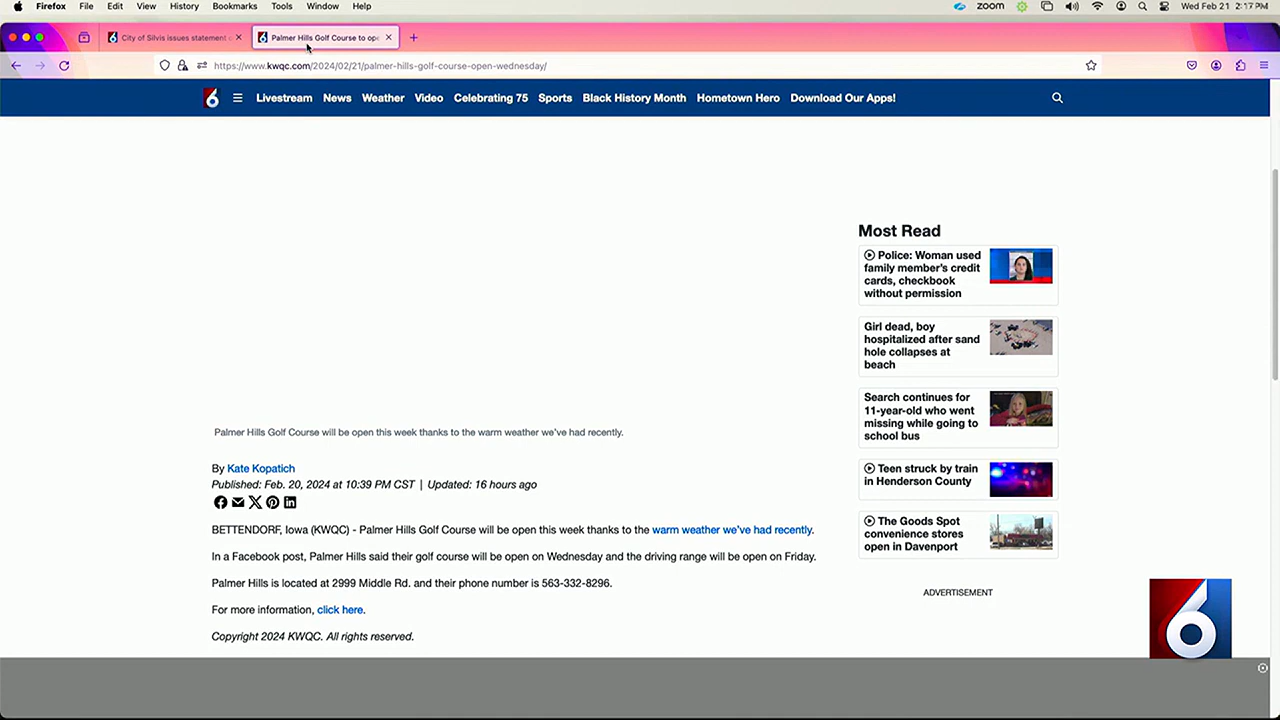 Firefox File Edit View History Bookmarks Tools Window Help zoom Wed Feb 21 2:17 PM
City of Silvis issues statement Palmer Hills Golf Course to ope
https://www.kwqc.com/2024/02/21/palmer-hills-golf-course-open-wednesday/
6 Livestream News Weather Video Celebrating 75 Sports Black History Month Hometown Hero Download Our Apps!
Palmer Hills Golf Course will be open this week thanks to the warm weather we've had recently.
By Kate Kopatich
Published: Feb. 20, 2024 at 10:39 PM CST | Updated: 16 hours ago
BETTENDORF, Iowa (KWQC) - Palmer Hills Golf Course will be open this week thanks to the warm weather we've had recently.
In a Facebook post, Palmer Hills said their golf course will be open on Wednesday and the driving range will be open on Friday.
Palmer Hills is located at 2999 Middle Rd. and their phone number is 563-332-8296.
For more information, click here.
Copyright 2024 KWQC. All rights reserved.
Most Read
Police: Woman used
family member's credit
cards, checkbook
without permission
Girl dead, boy
hospitalized after sand
hole collapses at
beach
Search continues for
11-year-old who went
missing while going to
school bus
Teen struck by train
in Henderson County
The Goods Spot
convenience stores
open in Davenport
ADVERTISEMENT
6